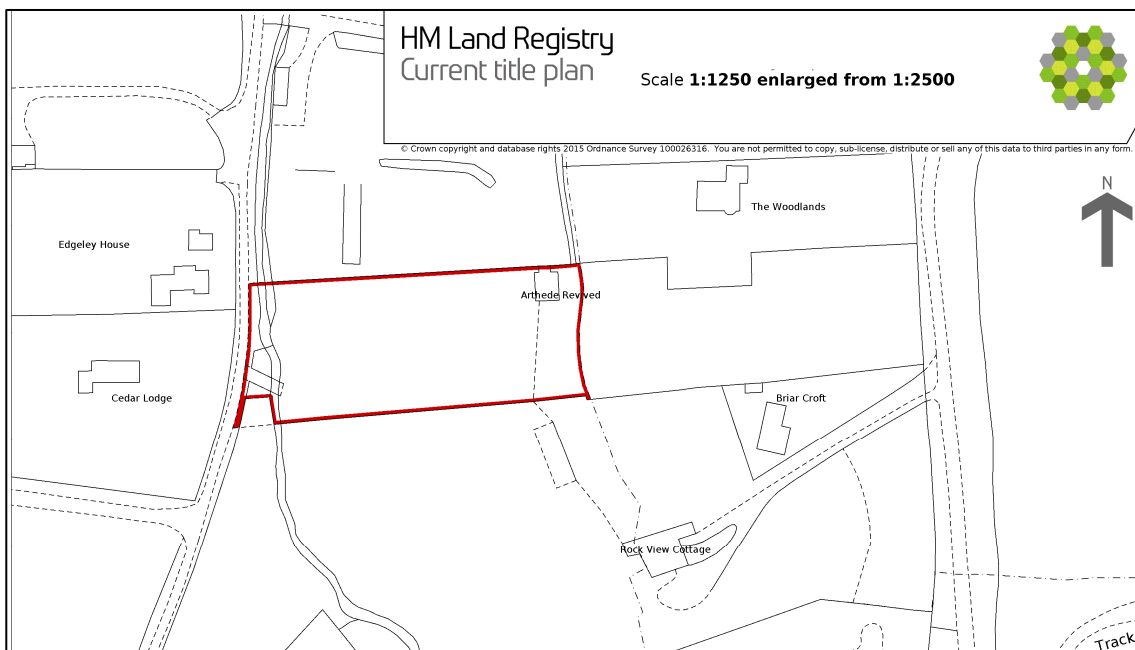 HM Land Registry
Current title plan
Scale 1:1250 enlarged from 1:2500
© Crown copyright and database rights 2015 Ordnance Survey 100026316. You are not permitted to copy, sub-license, distribute or sell any of this data to third parties in any form.
N
The Woodlands
Edgeley House
Arthede Revived
Cedar Lodge
Briar Croft
Rock View Cottage
Track